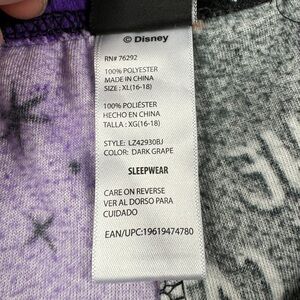 © Disney
RN# 76292
100% POLYESTER
MADE IN CHINA
SIZE : XL(16-18)
100% POLIÉSTER
HECHO EN CHINA
TALLA : XG(16-18)
STYLE: LZ42930BJ
COLOR: DARK GRAPE
SLEEPWEAR
CARE ON REVERSE
VER AL DORSO PARA
CUIDADO
EAN/UPC:19619474780